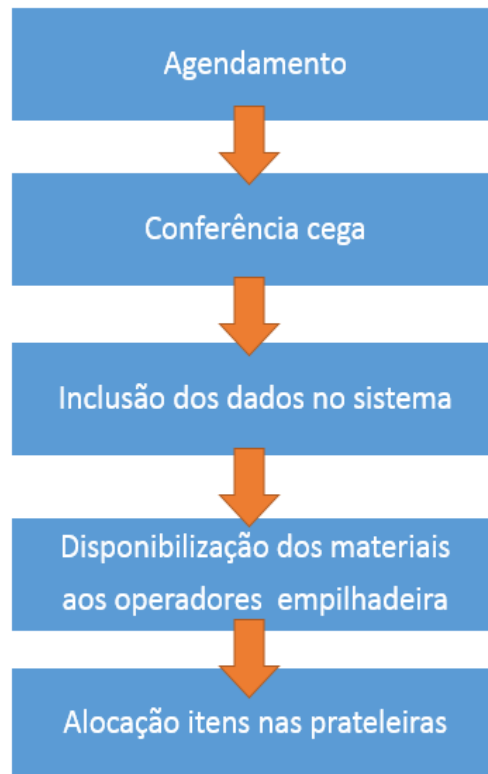 Agendamento
Conferência cega
Inclusão dos dados no sistema
Disponibilização dos materiais
aos operadores empilhadeira
Alocação itens nas prateleiras